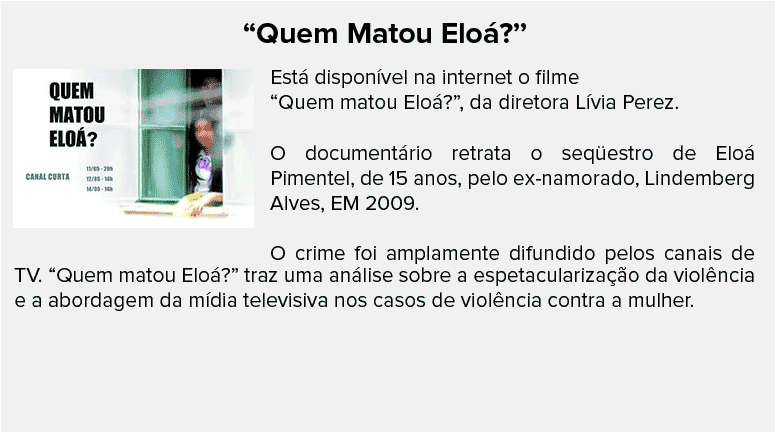 “Quem Matou Eloá?”
QUEM
MATOU
ELOÁ?
CANAL CURTA
11/05 - 20h
12/05 - 14h
14/05 - 14h
Está disponível na internet o filme
“Quem matou Eloá?”, da diretora Lívia Perez.
O documentário retrata o seqüestro de Eloá
Pimentel, de 15 anos, pelo ex-namorado, Lindemberg
Alves, EM 2009.
O crime foi amplamente difundido pelos canais de
TV. “Quem matou Eloá?” traz uma análise sobre a espetacularização da violência
e a abordagem da mídia televisiva nos casos de violência contra a mulher.